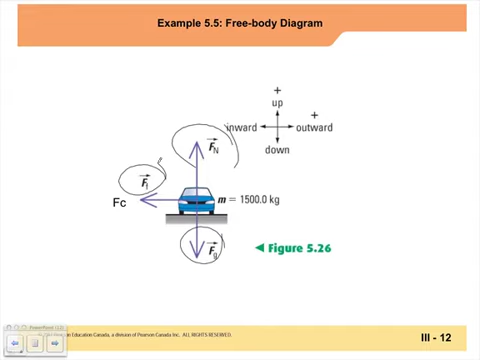 Example 5.5: Free-body Diagram
+
up
+
inward
outward
down
F_N
F_f
Fc
m = 1500.0 kg
F_g
◄ Figure 5.26
Pearson Education Canada, a division of Pearson Canada Inc. ALL RIGHTS RESERVED.
III - 12